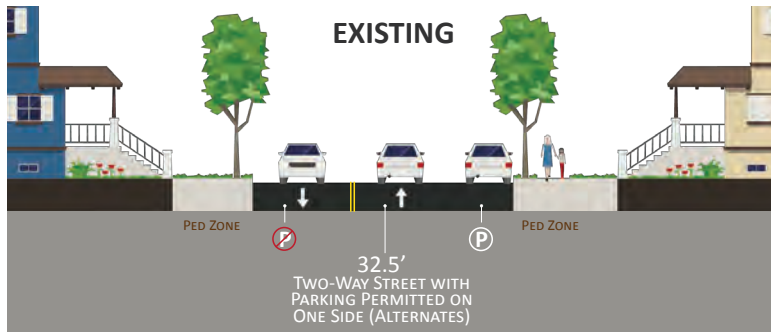 EXISTING
PED ZONE
PED ZONE
P
P
32.5’
TWO-WAY STREET WITH
PARKING PERMITTED ON
ONE SIDE (ALTERNATES)